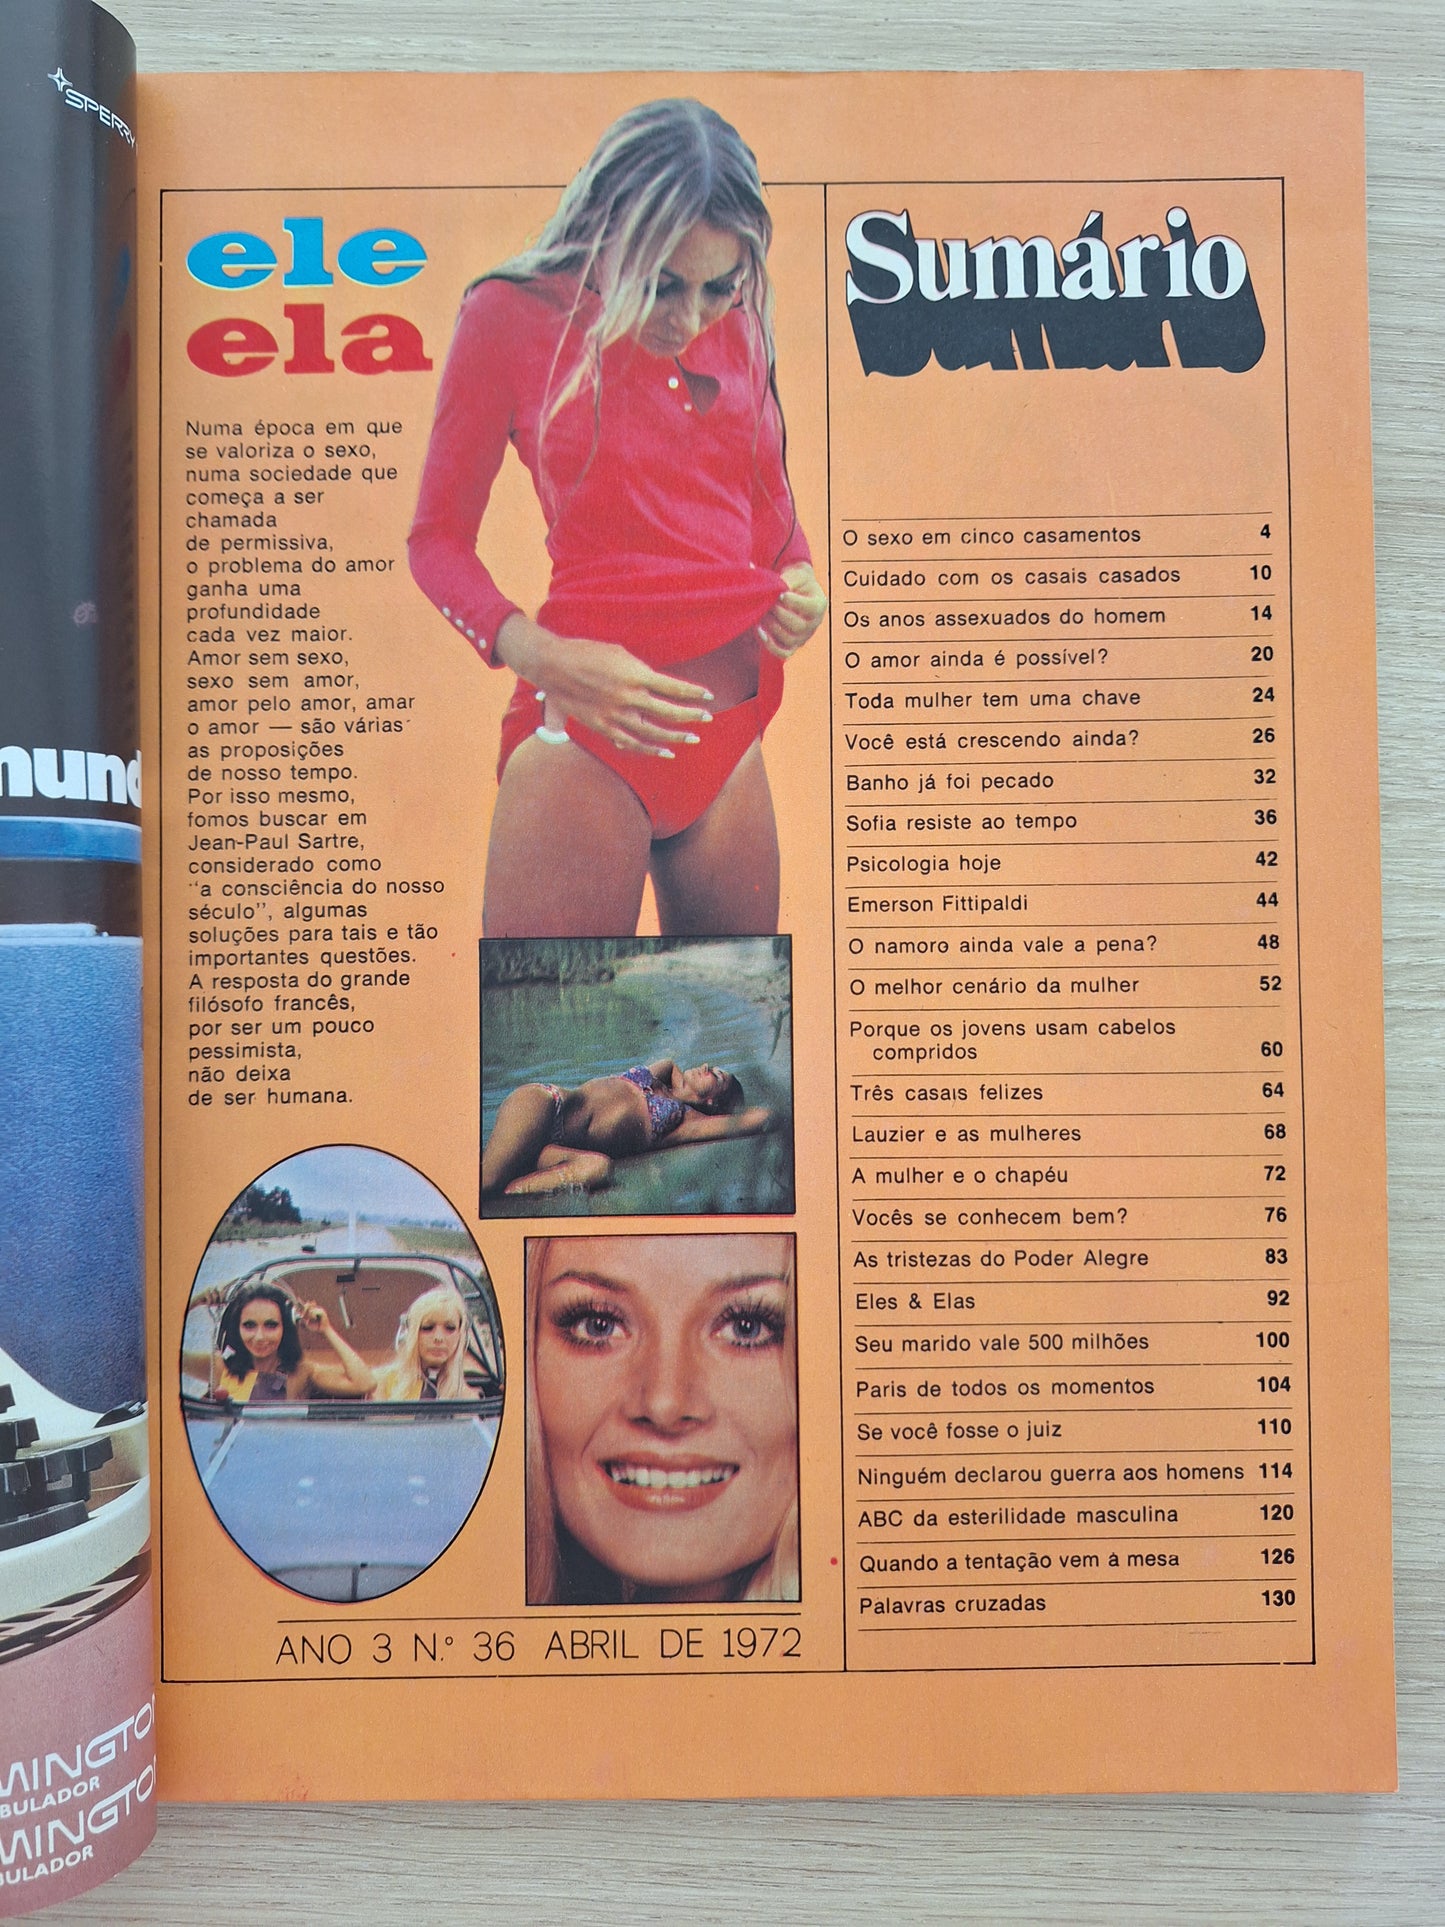 SPERRY
ele
ela
Numa época em que
se valoriza o sexo,
numa sociedade que
começa a ser
chamada
de permissiva,
o problema do amor
ganha uma
profundidade
cada vez maior.
Amor sem sexo,
sexo sem amor,
amor pelo amor, amar
o amor — são várias
as proposições
de nosso tempo.
Por isso mesmo,
fomos buscar em
Jean-Paul Sartre,
considerado como
"a consciência do nosso
século", algumas
soluções para tais e tão
importantes questões.
A resposta do grande
filósofo francês,
por ser um pouco
pessimista,
não deixa
de ser humana.
ANO 3 N.º 36 ABRIL DE 1972
Sumário
O sexo em cinco casamentos 4
Cuidado com os casais casados 10
Os anos assexuados do homem 14
O amor ainda é possível? 20
Toda mulher tem uma chave 24
Você está crescendo ainda? 26
Banho já foi pecado 32
Sofia resiste ao tempo 36
Psicologia hoje 42
Emerson Fittipaldi 44
O namoro ainda vale a pena? 48
O melhor cenário da mulher 52
Porque os jovens usam cabelos
compridos 60
Três casais felizes 64
Lauzier e as mulheres 68
A mulher e o chapéu 72
Vocês se conhecem bem? 76
As tristezas do Poder Alegre 83
Eles & Elas 92
Seu marido vale 500 milhões 100
Paris de todos os momentos 104
Se você fosse o juiz 110
Ninguém declarou guerra aos homens 114
ABC da esterilidade masculina 120
Quando a tentação vem à mesa 126
Palavras cruzadas 130